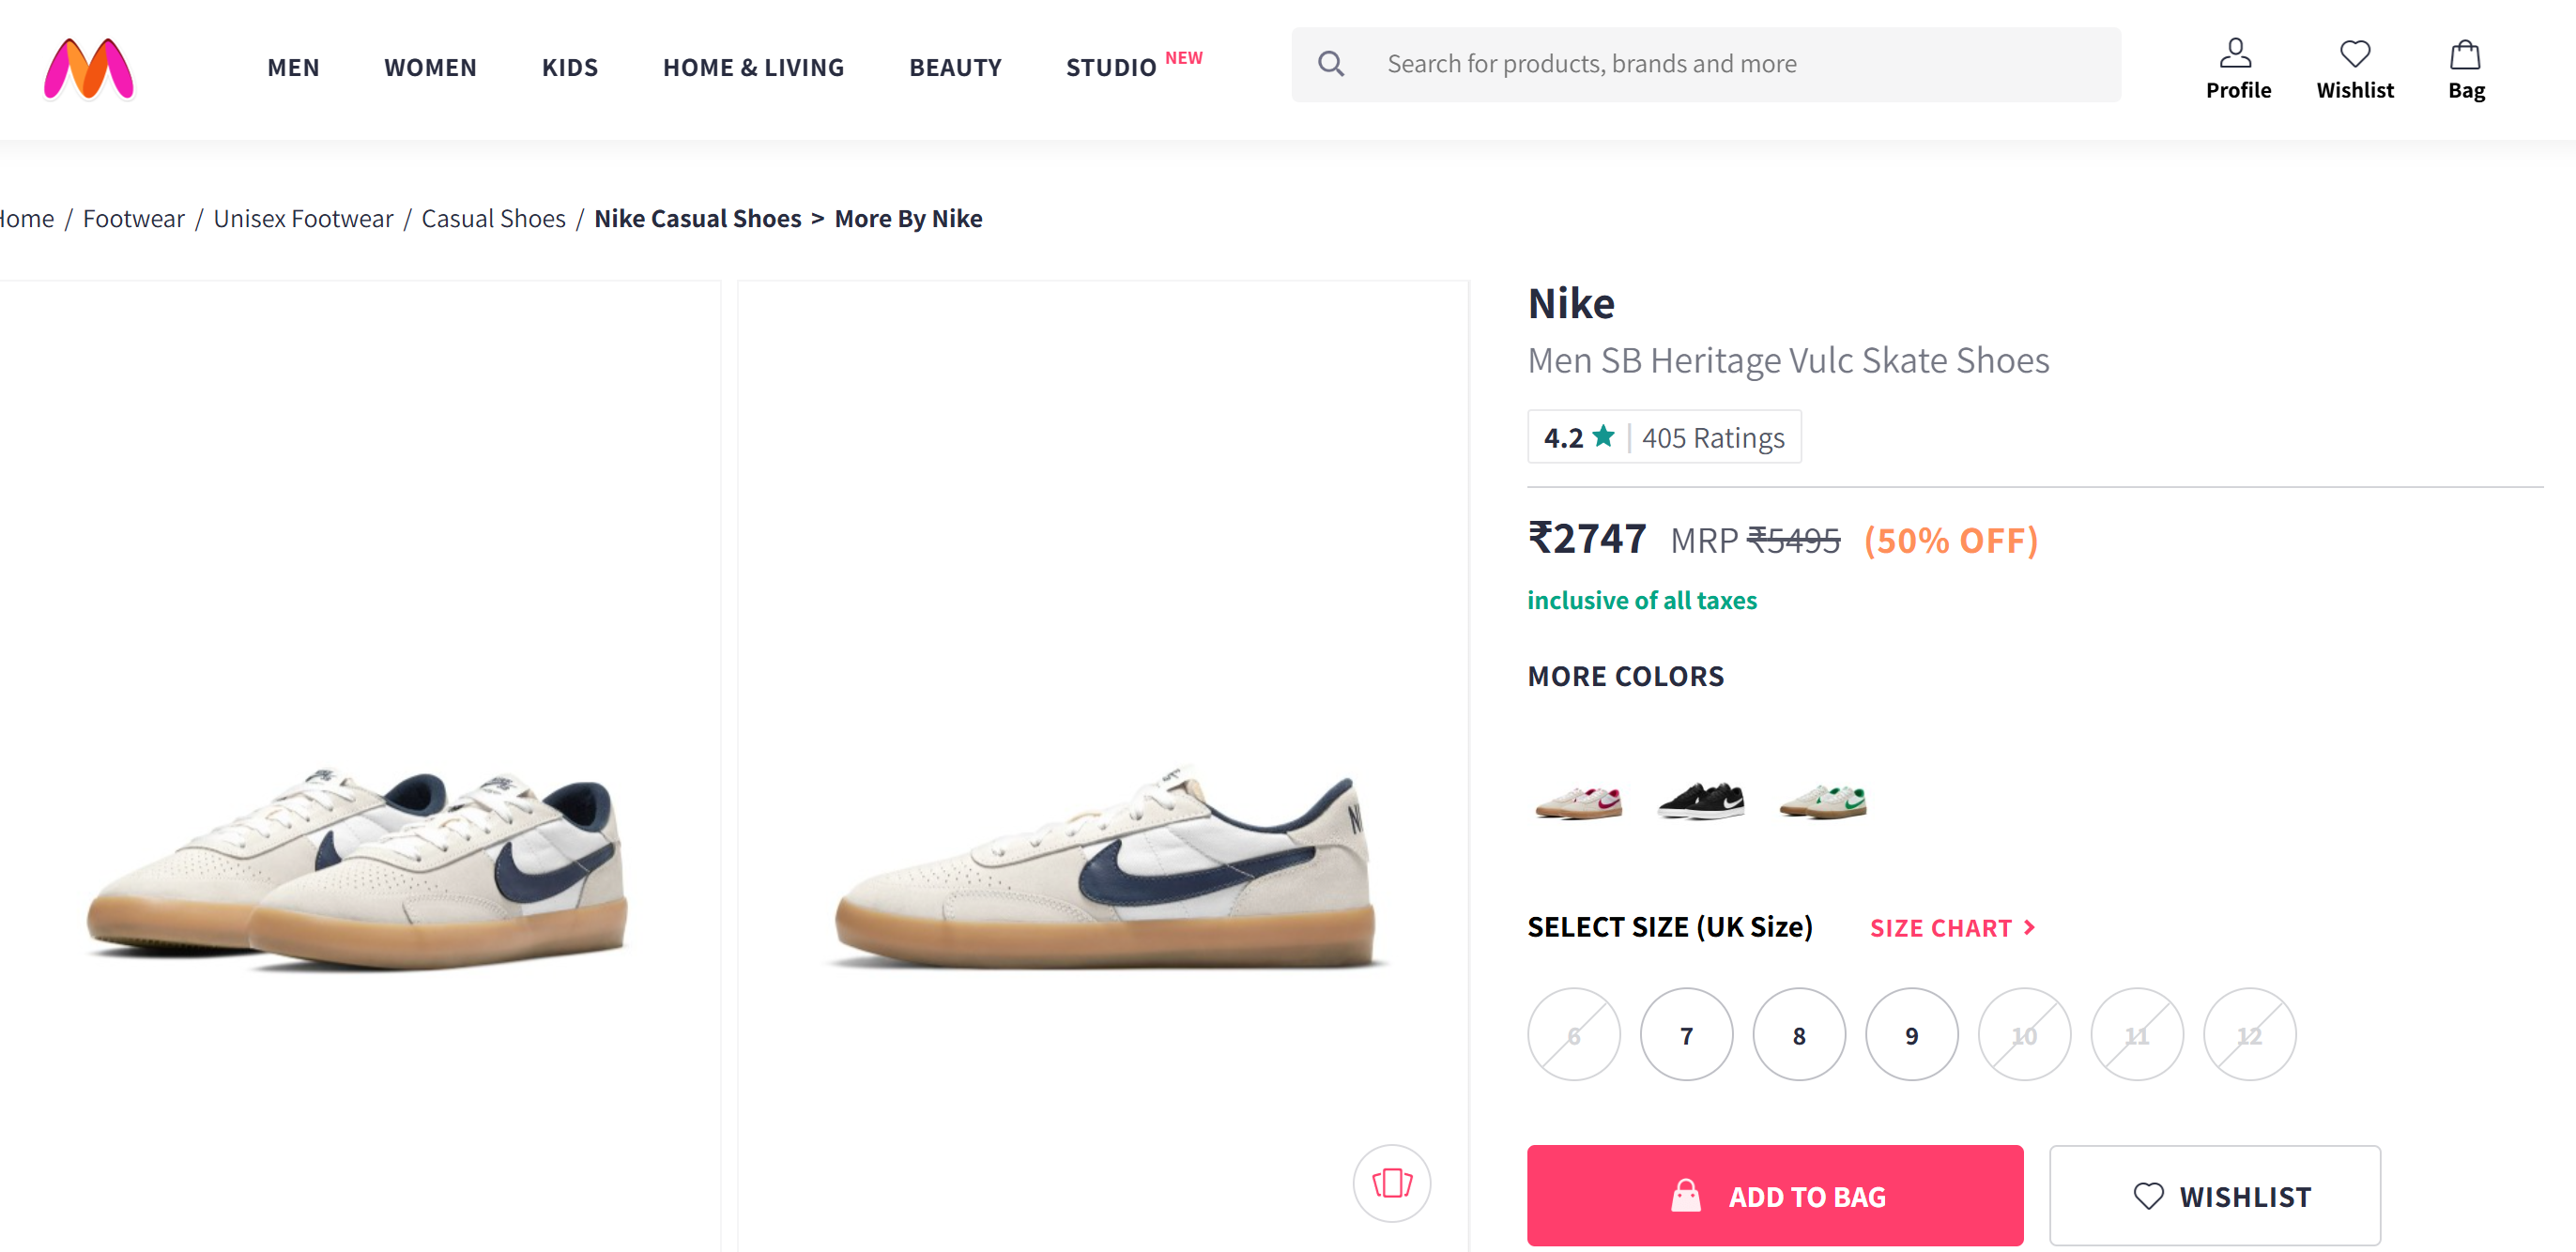 MEN WOMEN KIDS HOME & LIVING BEAUTY STUDIO NEW
Search for products, brands and more
Profile Wishlist Bag
Home / Footwear / Unisex Footwear / Casual Shoes / Nike Casual Shoes > More By Nike
Nike
Men SB Heritage Vulc Skate Shoes
4.2 ★ | 405 Ratings
₹2747 MRP ₹5495 (50% OFF)
inclusive of all taxes
MORE COLORS
SELECT SIZE (UK Size) SIZE CHART >
6 7 8 9 10 11 12
ADD TO BAG WISHLIST